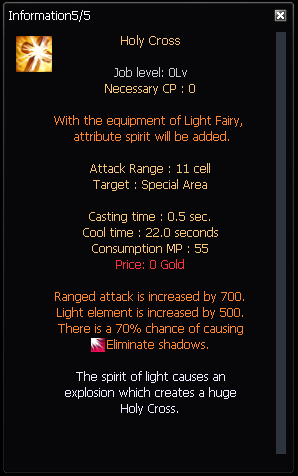 Information5/5
Holy Cross
Job level: 0Lv
Necessary CP : 0
With the equipment of Light Fairy,
attribute spirit will be added.
Attack Range : 11 cell
Target : Special Area
Casting time : 0.5 sec.
Cool time : 22.0 seconds
Consumption MP : 55
Price: 0 Gold
Ranged attack is increased by 700.
Light element is increased by 500.
There is a 70% chance of causing
Eliminate shadows.
The spirit of light causes an
explosion which creates a huge
Holy Cross.